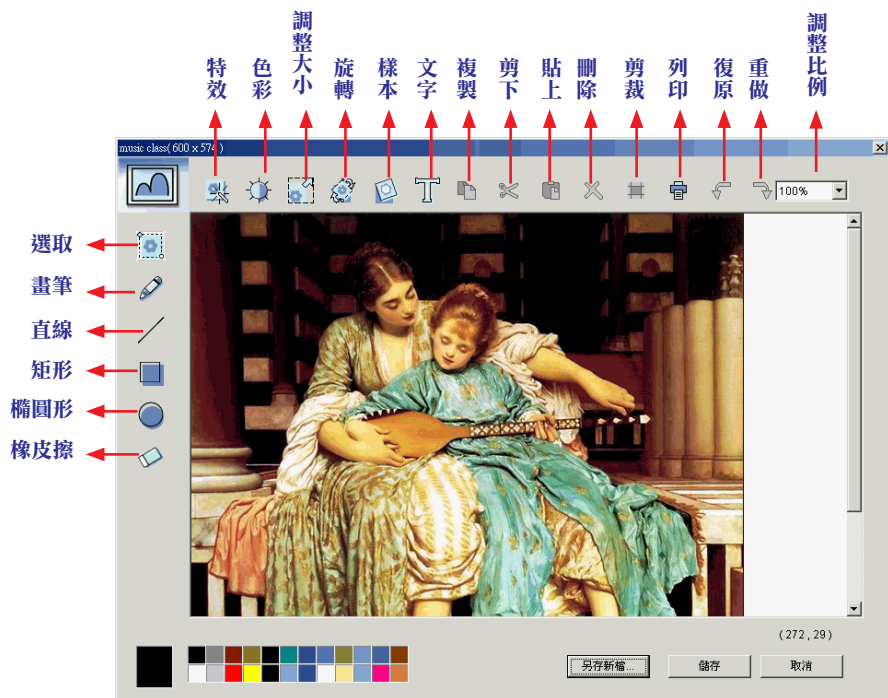 特效
色彩
調整大小
旋轉
樣本
文字
複製
剪下
貼上
刪除
剪裁
列印
復原
重做
調整比例
music class( 600 x 574 )
100%
選取
畫筆
直線
矩形
橢圓形
橡皮擦
(272,29)
另存新檔...
儲存
取消